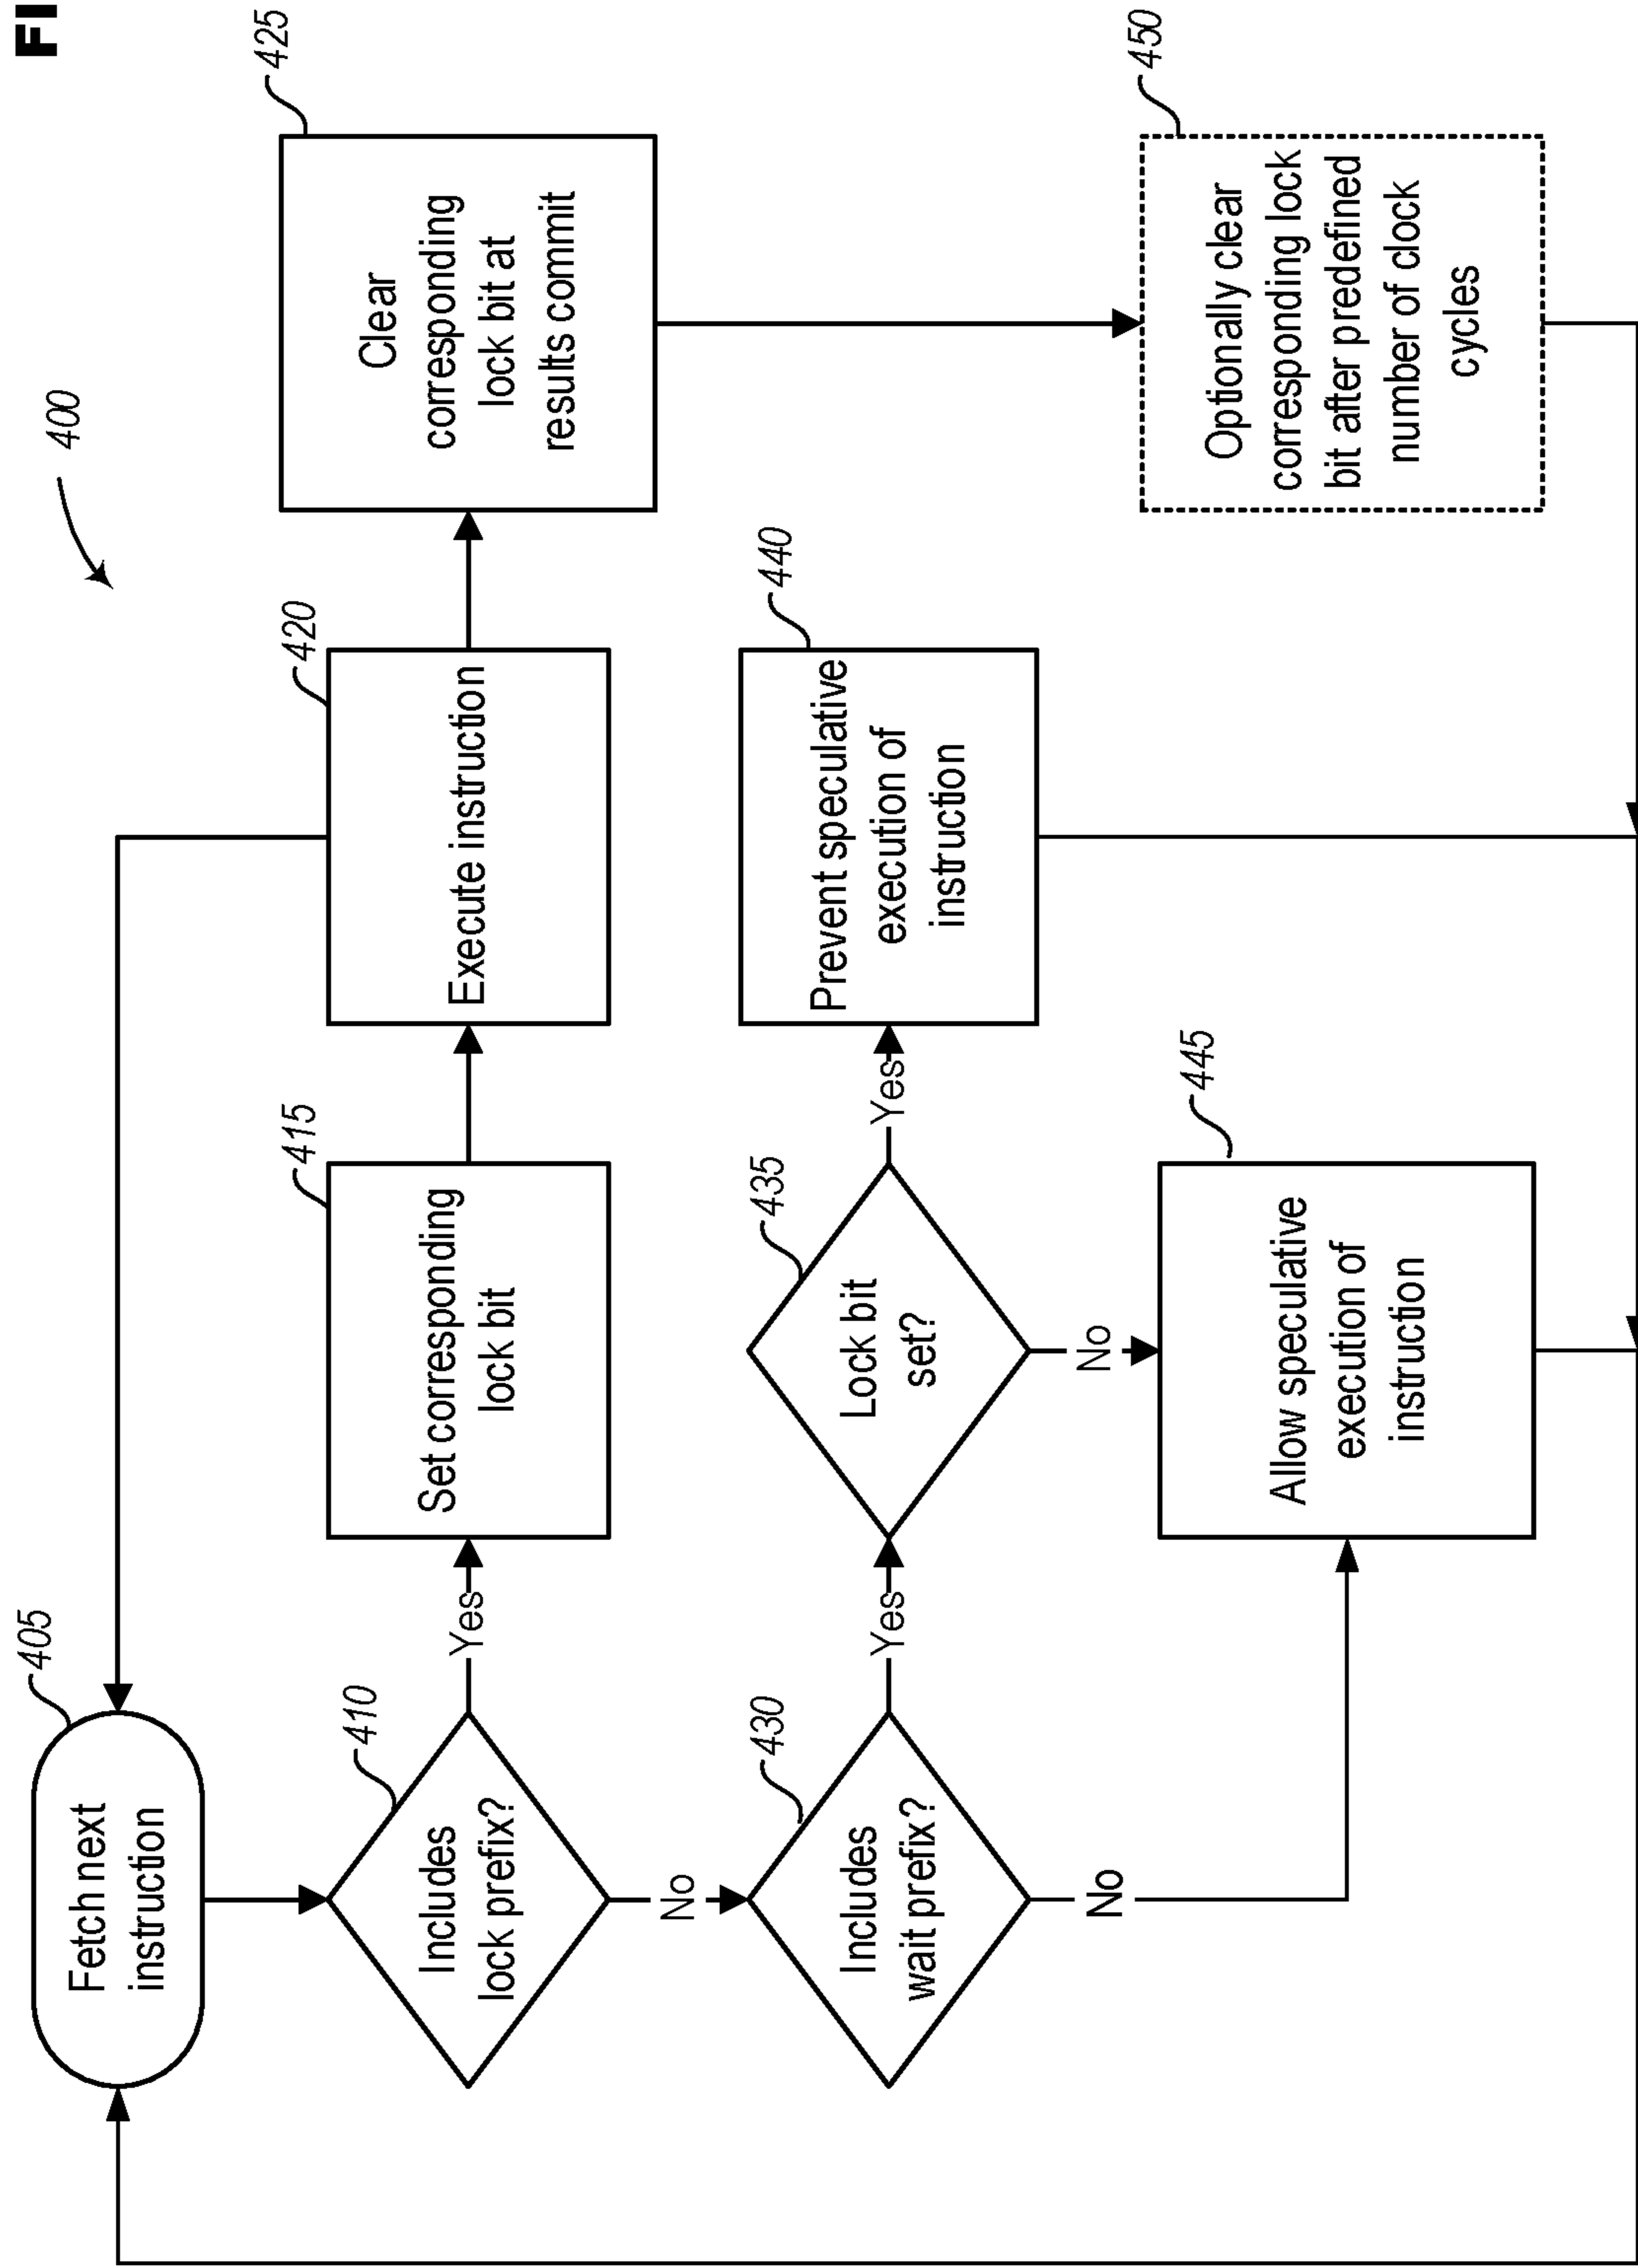 FI
400
405
Fetch next
instruction
410
Includes
lock prefix?
Yes
415
Set corresponding
lock bit
420
Execute instruction
425
Clear
corresponding
lock bit at
results commit
No
430
Includes
wait prefix?
Yes
435
Lock bit
set?
Yes
440
Prevent speculative
execution of
instruction
No
No
445
Allow speculative
execution of
instruction
450
Optionally clear
corresponding lock
bit after predefined
number of clock
cycles